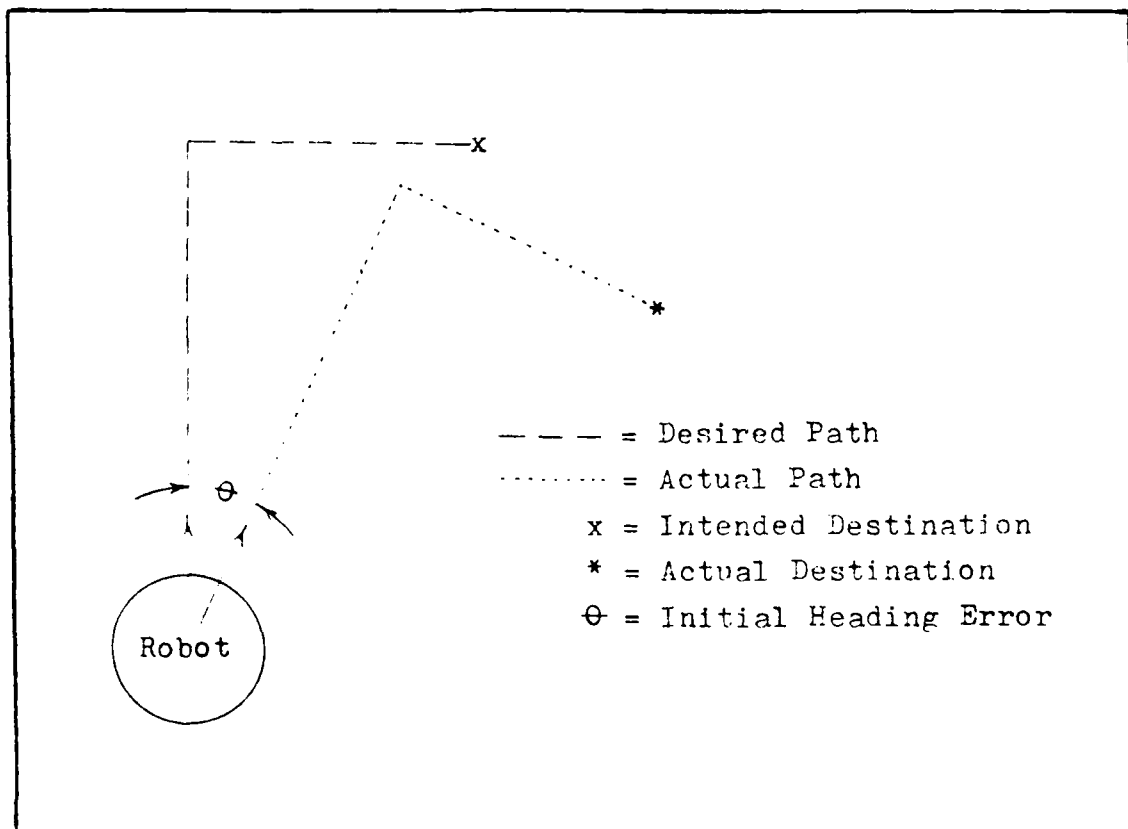 x
*
θ
— — — = Desired Path
.......... = Actual Path
x = Intended Destination
* = Actual Destination
θ = Initial Heading Error
Robot